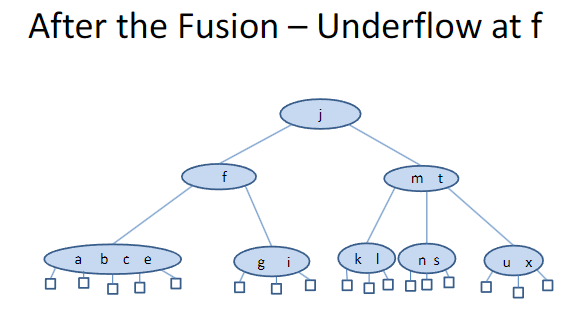 After the Fusion – Underflow at f
j
f
m t
a b c e
g i
k l
n s
u x